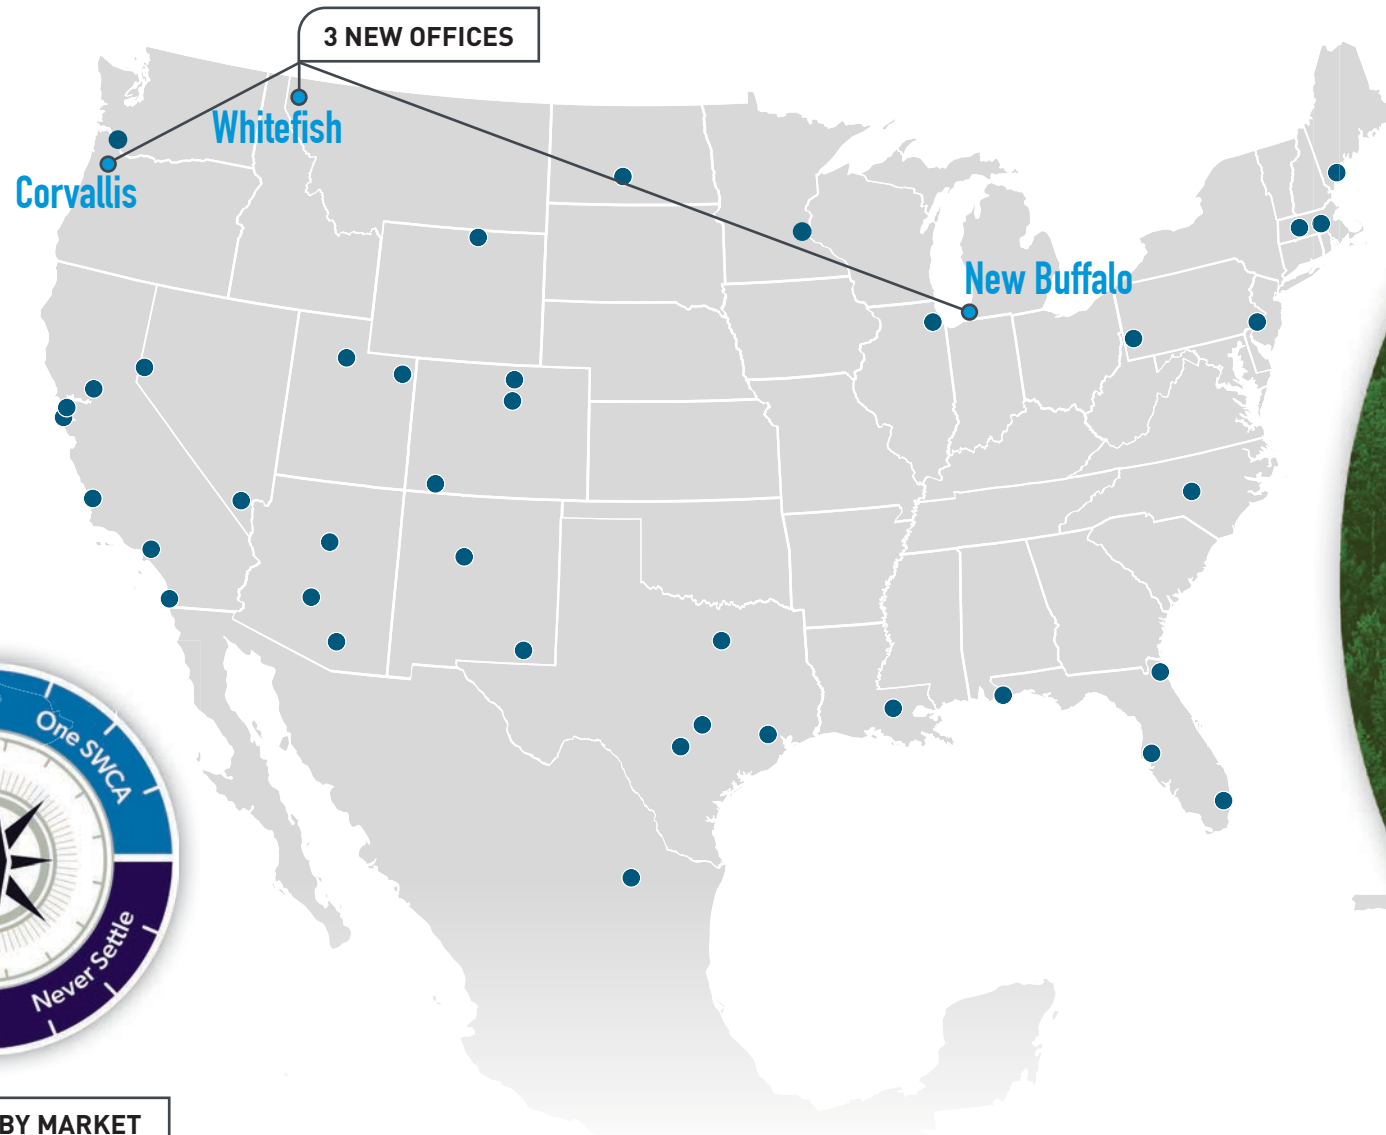 3 NEW OFFICES
Whitefish
Corvallis
New Buffalo
One SWCA
Never Settle
BY MARKET